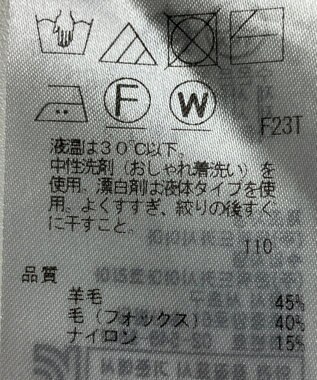 F
W
F23T
液温は30℃以下、
中性洗剤（おしゃれ着洗い）を
使用。漂白剤は液体タイプを使
用。よくすすぎ、絞りの後すぐ
に干すこと。
110
品質
羊毛 45%
毛（フォックス） 40%
ナイロン 15%